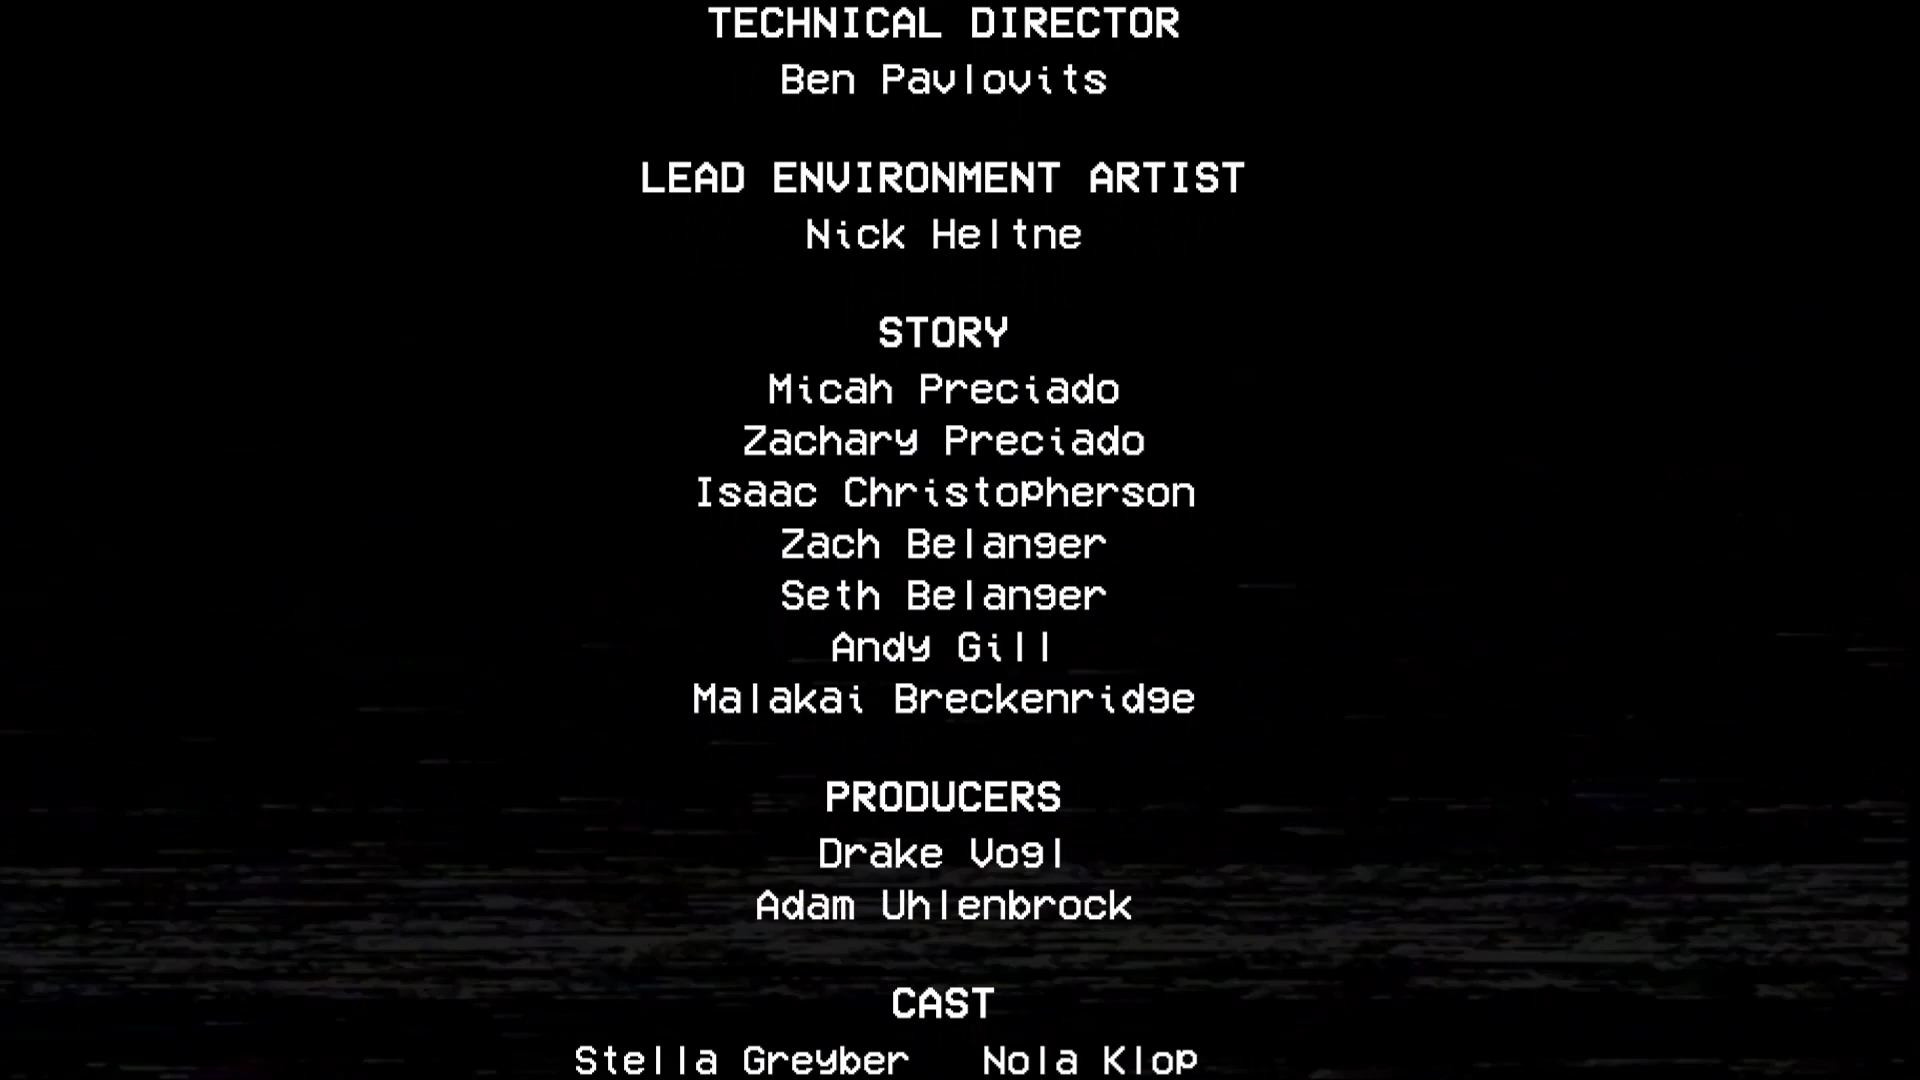 TECHNICAL DIRECTOR
Ben Pavlovits
LEAD ENVIRONMENT ARTIST
Nick Heltne
STORY
Micah Preciado
Zachary Preciado
Isaac Christopherson
Zach Belanger
Seth Belanger
Andy Gill
Malakai Breckenridge
PRODUCERS
Drake Vogl
Adam Uhlenbrock
CAST
Stella Greyber Nola Klop